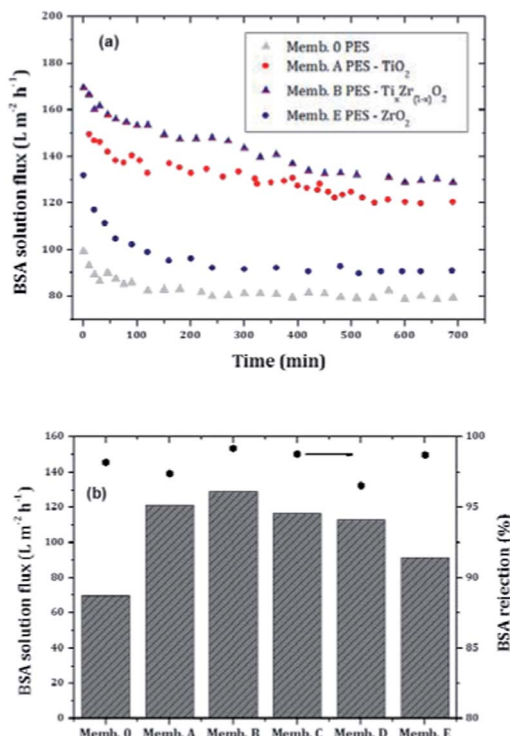 (a)
Memb. 0 PES
Memb. A PES - TiO2
Memb. B PES - TixZr(1-x)O2
Memb. E PES - ZrO2
BSA solution flux (L m-2 h-1)
200
180
160
140
120
100
80
0 100 200 300 400 500 600 700
Time (min)
(b)
BSA solution flux (L m-2 h-1)
160
140
120
100
80
60
40
20
0
100
95
90
85
80
BSA rejection (%)
Memb. 0 Memb. A Memb. B Memb. C Memb. D Memb. E